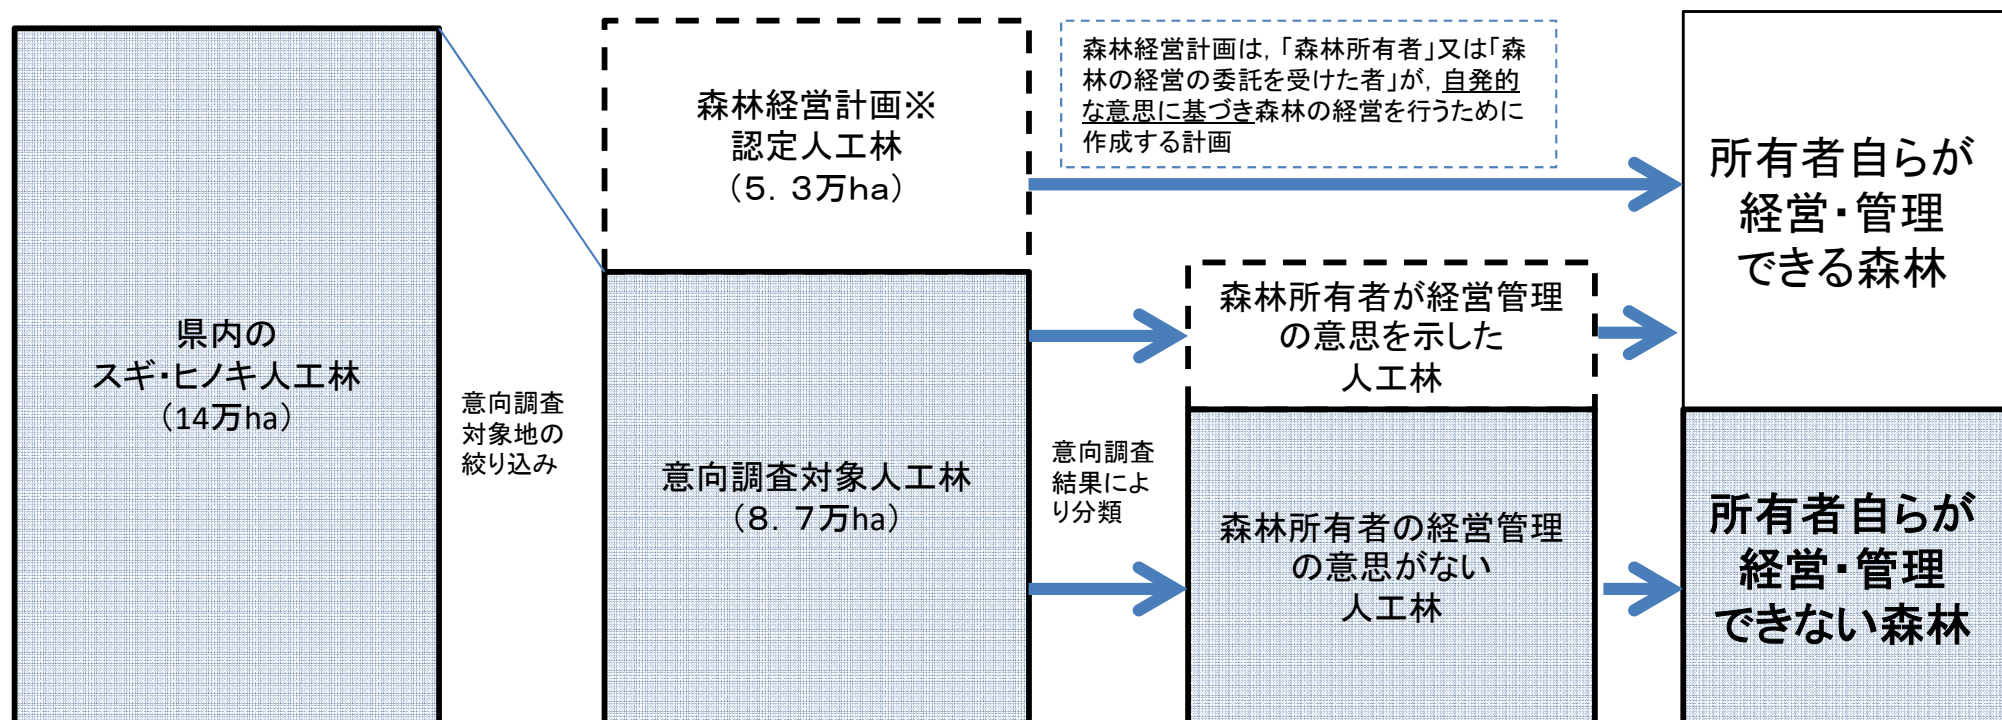 県内の
スギ・ヒノキ人工林
（14万ha）
意向調査
対象地の
絞り込み
森林経営計画※
認定人工林
（５．３万ha）
意向調査対象人工林
（８．７万ha）
森林経営計画は，「森林所有者」又は「森
林の経営の委託を受けた者」が，自発的
な意思に基づき森林の経営を行うために
作成する計画
意向調査
結果によ
り分類
森林所有者が経営管理
の意思を示した
人工林
森林所有者の経営管理
の意思がない
人工林
所有者自らが
経営・管理
できる森林
所有者自らが
経営・管理
できない森林